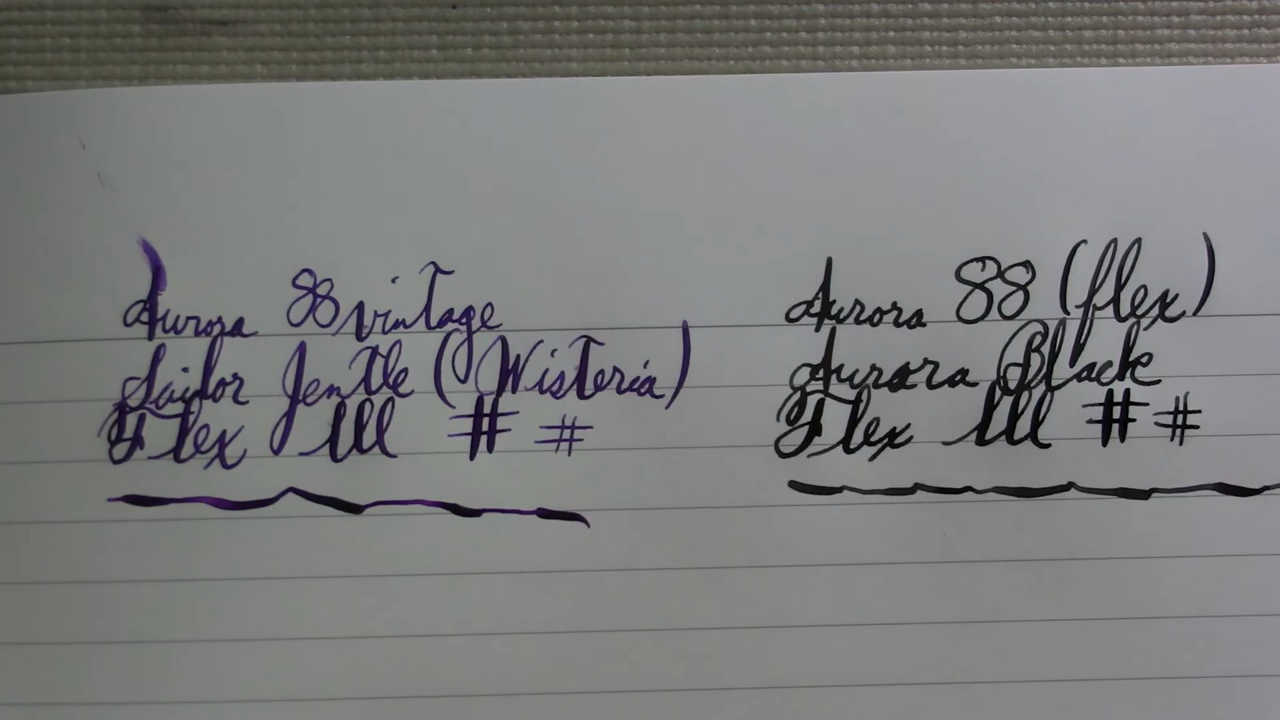 Aurora 88 vintage
Sailor Jentle (Wisteria)
Flex lll # #
Aurora 88 (flex)
Aurora Black
Flex lll # #